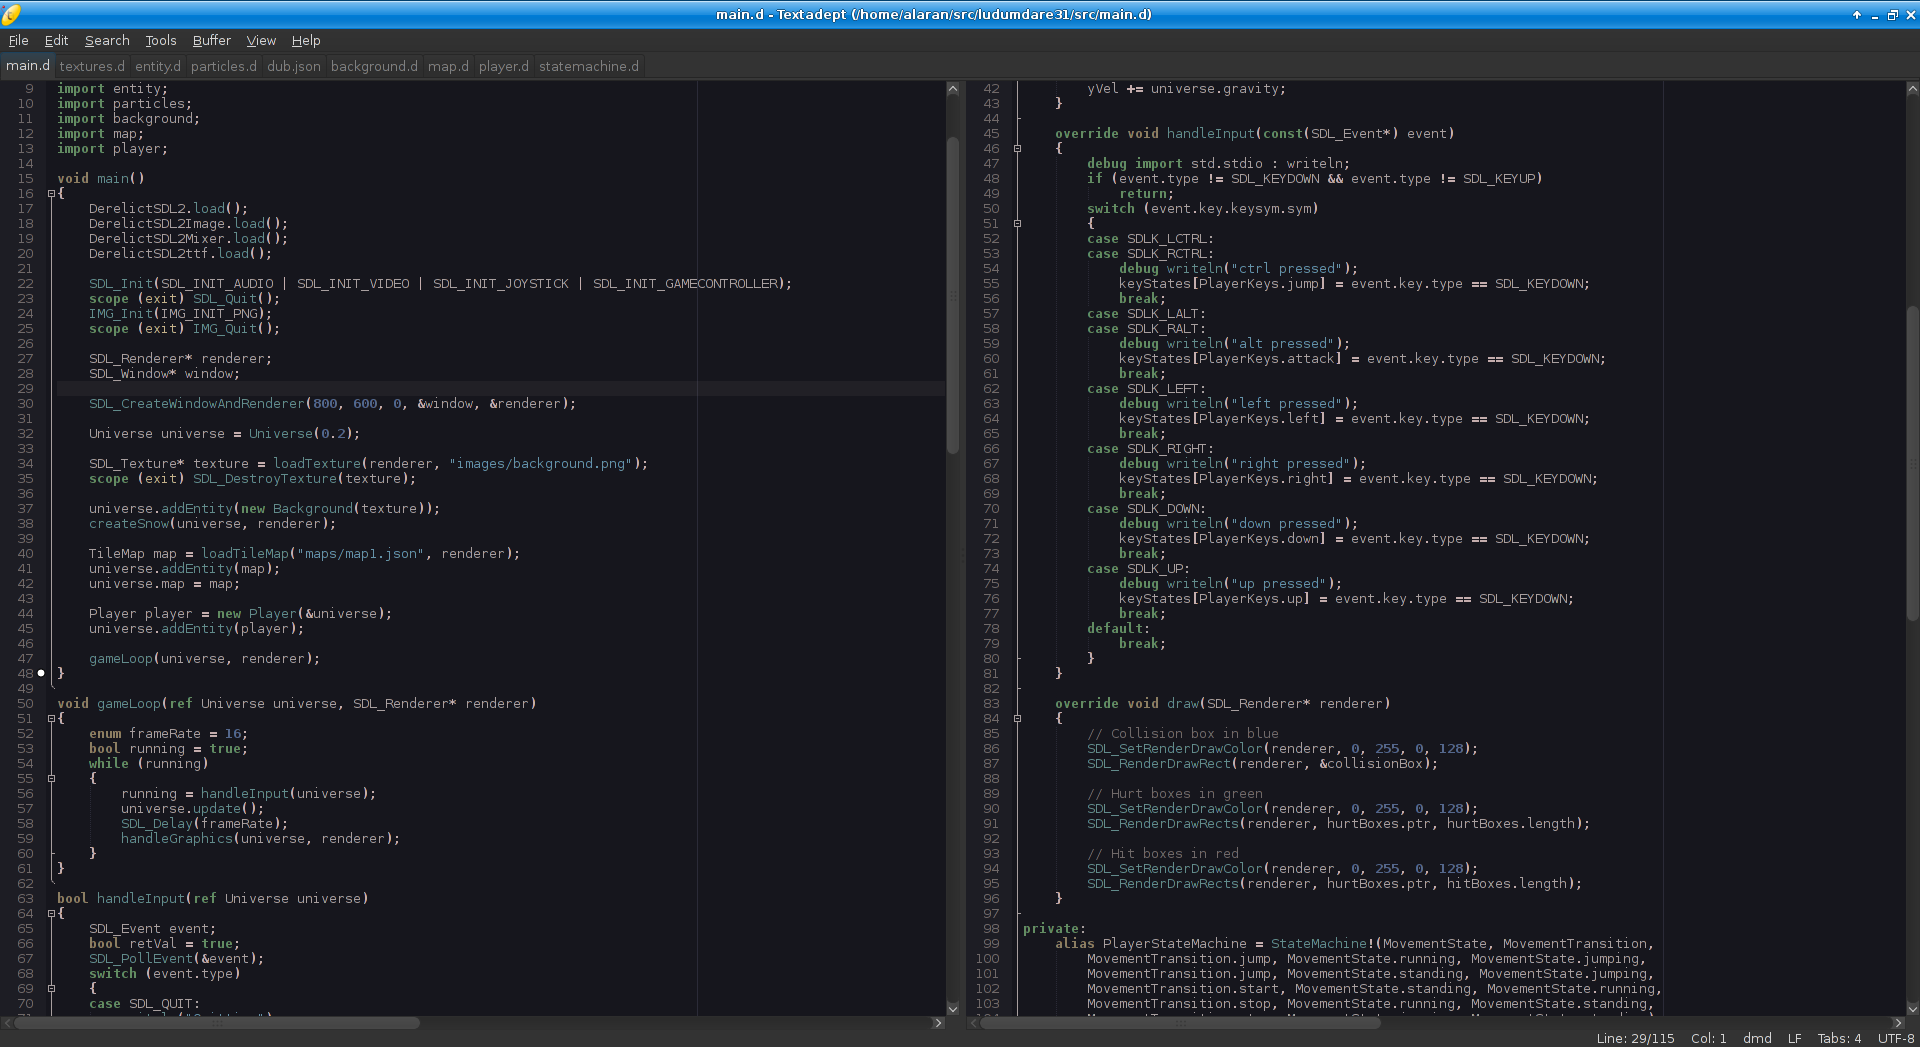 main.d - Textadept (/home/alaran/src/ludumdare31/src/main.d)
File Edit Search Tools Buffer View Help
main.d textures.d entity.d particles.d dub.json background.d map.d player.d statemachine.d
9 import entity;
10 import particles;
11 import background;
12 import map;
13 import player;
14
15 void main()
16 {
17 DerelictSDL2.load();
18 DerelictSDL2Image.load();
19 DerelictSDL2Mixer.load();
20 DerelictSDL2ttf.load();
21
22 SDL_Init(SDL_INIT_AUDIO | SDL_INIT_VIDEO | SDL_INIT_JOYSTICK | SDL_INIT_GAMECONTROLLER);
23 scope (exit) SDL_Quit();
24 IMG_Init(IMG_INIT_PNG);
25 scope (exit) IMG_Quit();
26
27 SDL_Renderer* renderer;
28 SDL_Window* window;
29
30 SDL_CreateWindowAndRenderer(800, 600, 0, &window, &renderer);
31
32 Universe universe = Universe(0.2);
33
34 SDL_Texture* texture = loadTexture(renderer, "images/background.png");
35 scope (exit) SDL_DestroyTexture(texture);
36
37 universe.addEntity(new Background(texture));
38 createSnow(universe, renderer);
39
40 TileMap map = loadTileMap("maps/map1.json", renderer);
41 universe.addEntity(map);
42 universe.map = map;
43
44 Player player = new Player(&universe);
45 universe.addEntity(player);
46
47 gameLoop(universe, renderer);
48 }
49
50 void gameLoop(ref Universe universe, SDL_Renderer* renderer)
51 {
52 enum frameRate = 16;
53 bool running = true;
54 while (running)
55 {
56 running = handleInput(universe);
57 universe.update();
58 SDL_Delay(frameRate);
59 handleGraphics(universe, renderer);
60 }
61 }
62
63 bool handleInput(ref Universe universe)
64 {
65 SDL_Event event;
66 bool retVal = true;
67 SDL_PollEvent(&event);
68 switch (event.type)
69 {
70 case SDL_QUIT:
42 yVel += universe.gravity;
43 }
44
45 override void handleInput(const(SDL_Event*) event)
46 {
47 debug import std.stdio : writeln;
48 if (event.type != SDL_KEYDOWN && event.type != SDL_KEYUP)
49 return;
50 switch (event.key.keysym.sym)
51 {
52 case SDLK_LCTRL:
53 case SDLK_RCTRL:
54 debug writeln("ctrl pressed");
55 keyStates[PlayerKeys.jump] = event.key.type == SDL_KEYDOWN;
56 break;
57 case SDLK_LALT:
58 case SDLK_RALT:
59 debug writeln("alt pressed");
60 keyStates[PlayerKeys.attack] = event.key.type == SDL_KEYDOWN;
61 break;
62 case SDLK_LEFT:
63 debug writeln("left pressed");
64 keyStates[PlayerKeys.left] = event.key.type == SDL_KEYDOWN;
65 break;
66 case SDLK_RIGHT:
67 debug writeln("right pressed");
68 keyStates[PlayerKeys.right] = event.key.type == SDL_KEYDOWN;
69 break;
70 case SDLK_DOWN:
71 debug writeln("down pressed");
72 keyStates[PlayerKeys.down] = event.key.type == SDL_KEYDOWN;
73 break;
74 case SDLK_UP:
75 debug writeln("up pressed");
76 keyStates[PlayerKeys.up] = event.key.type == SDL_KEYDOWN;
77 break;
78 default:
79 break;
80 }
81 }
82
83 override void draw(SDL_Renderer* renderer)
84 {
85 // Collision box in blue
86 SDL_SetRenderDrawColor(renderer, 0, 255, 0, 128);
87 SDL_RenderDrawRect(renderer, &collisionBox);
88
89 // Hurt boxes in green
90 SDL_SetRenderDrawColor(renderer, 0, 255, 0, 128);
91 SDL_RenderDrawRects(renderer, hurtBoxes.ptr, hurtBoxes.length);
92
93 // Hit boxes in red
94 SDL_SetRenderDrawColor(renderer, 0, 255, 0, 128);
95 SDL_RenderDrawRects(renderer, hurtBoxes.ptr, hitBoxes.length);
96 }
97
98 private:
99 alias PlayerStateMachine = StateMachine!(MovementState, MovementTransition,
100 MovementTransition.jump, MovementState.running, MovementState.jumping,
101 MovementTransition.jump, MovementState.standing, MovementState.jumping,
102 MovementTransition.start, MovementState.standing, MovementState.running,
103 MovementTransition.stop, MovementState.running, MovementState.standing,
Line: 29/115 Col: 1 dmd LF Tabs: 4 UTF-8